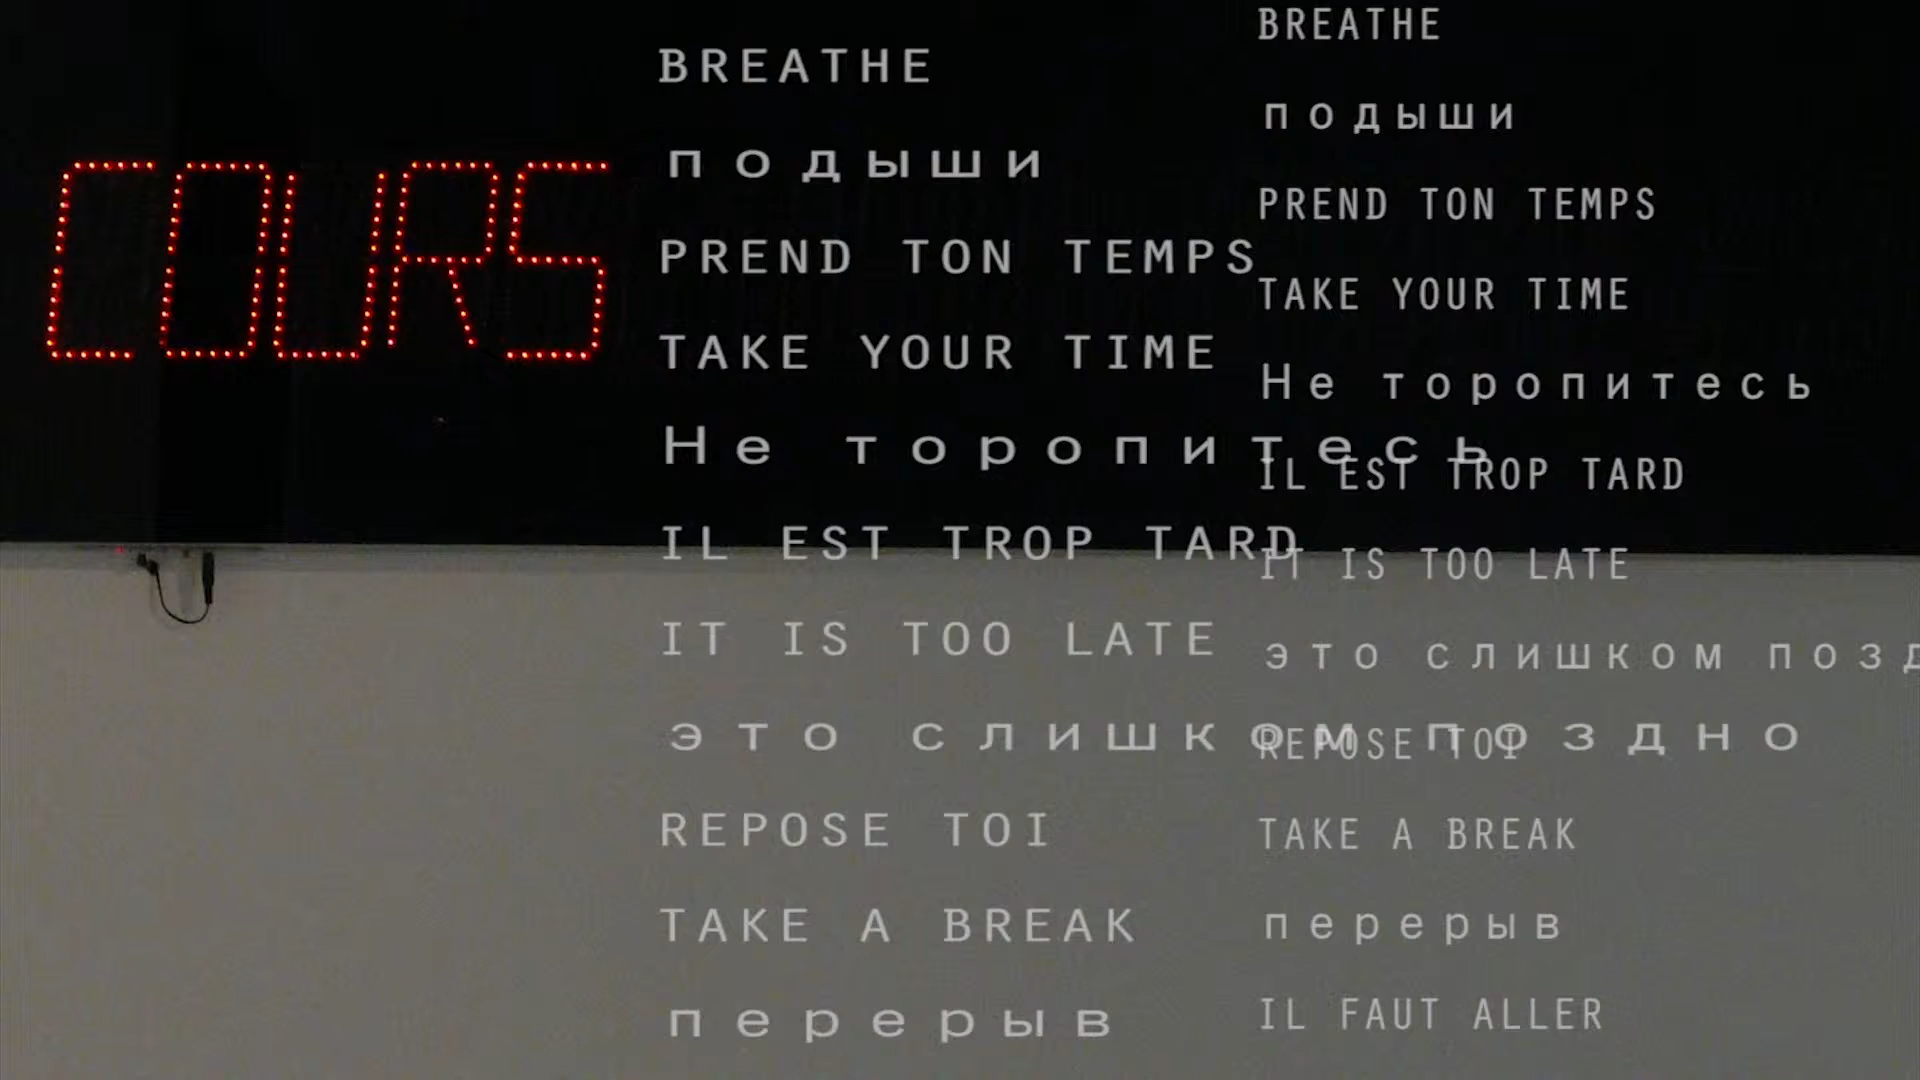 COURS
BREATHE
подыши
PREND TON TEMPS
TAKE YOUR TIME
Не торопитесь
IL EST TROP TARD
IT IS TOO LATE
это слишком поздно
REPOSE TOI
TAKE A BREAK
перерыв
BREATHE
подыши
PREND TON TEMPS
TAKE YOUR TIME
Не торопитесь
IL EST TROP TARD
IT IS TOO LATE
это слишком позд
REPOSE TOI
TAKE A BREAK
перерыв
IL FAUT ALLER